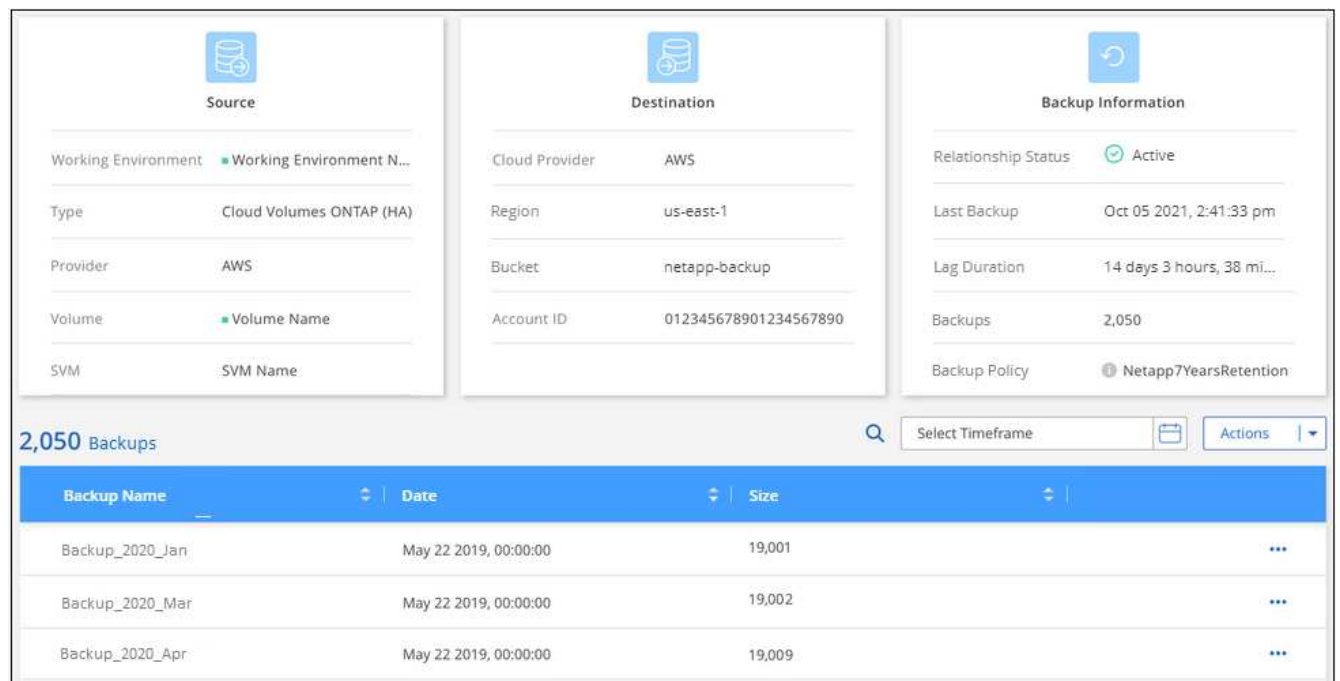 Source
Working Environment Working Environment N...
Type Cloud Volumes ONTAP (HA)
Provider AWS
Volume Volume Name
SVM SVM Name
Destination
Cloud Provider AWS
Region us-east-1
Bucket netapp-backup
Account ID 012345678901234567890
Backup Information
Relationship Status Active
Last Backup Oct 05 2021, 2:41:33 pm
Lag Duration 14 days 3 hours, 38 mi...
Backups 2,050
Backup Policy Netapp7YearsRetention
2,050 Backups Select Timeframe Actions
Backup Name Date Size
Backup_2020_Jan May 22 2019, 00:00:00 19,001
Backup_2020_Mar May 22 2019, 00:00:00 19,002
Backup_2020_Apr May 22 2019, 00:00:00 19,009